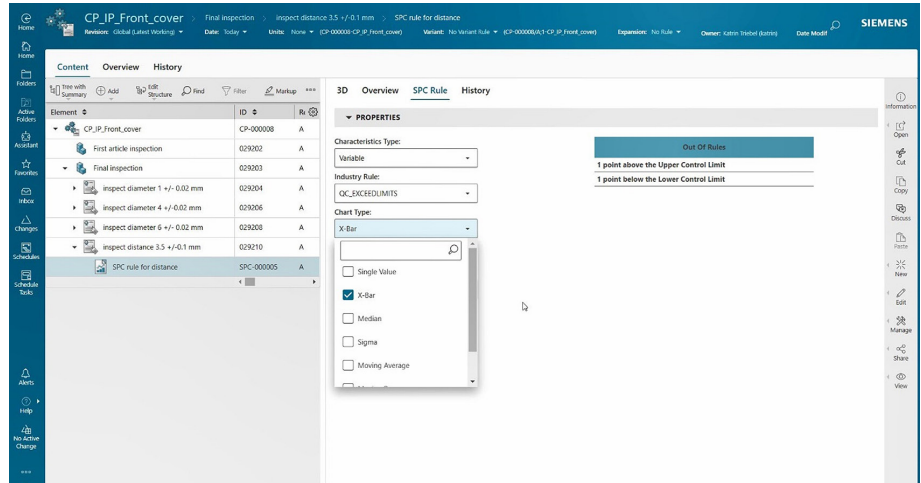 Home
CP_IP_Front_cover > Final inspection > inspect distance 3.5 +/-0.1 mm > SPC rule for distance
Revision: Global (Latest Working) Date: Today Units: None (CP-000008-CP_IP_Front_cover) Variant: No Variant Rule (CP-000008/A;1-CP_IP_Front_cover) Expansion: No Rule Owner: Katrin Triebel (katrin) Date Modif
SIEMENS
Home
Folders
Active Folders
Assistant
Favorites
Inbox
Changes
Schedules
Schedule Tasks
Alerts
Help
No Active Change
Content Overview History
Tree with Summary Add Edit Structure Find Filter Markup
Element ID
CP_IP_Front_cover CP-000008 A
First article inspection 029202 A
Final inspection 029203 A
inspect diameter 1 +/- 0.02 mm 029204 A
inspect diameter 4 +/-0.02 mm 029206 A
inspect diameter 6 +/- 0.02 mm 029208 A
inspect distance 3.5 +/-0.1 mm 029210 A
SPC rule for distance SPC-000005 A
3D Overview SPC Rule History
PROPERTIES
Characteristics Type:
Variable
Industry Rule:
QC_EXCEEDLIMITS
Chart Type:
X-Bar
Single Value
X-Bar
Median
Sigma
Moving Average
Out Of Rules
1 point above the Upper Control Limit
1 point below the Lower Control Limit
Information
Open
Cut
Copy
Discuss
Paste
New
Edit
Manage
Share
View